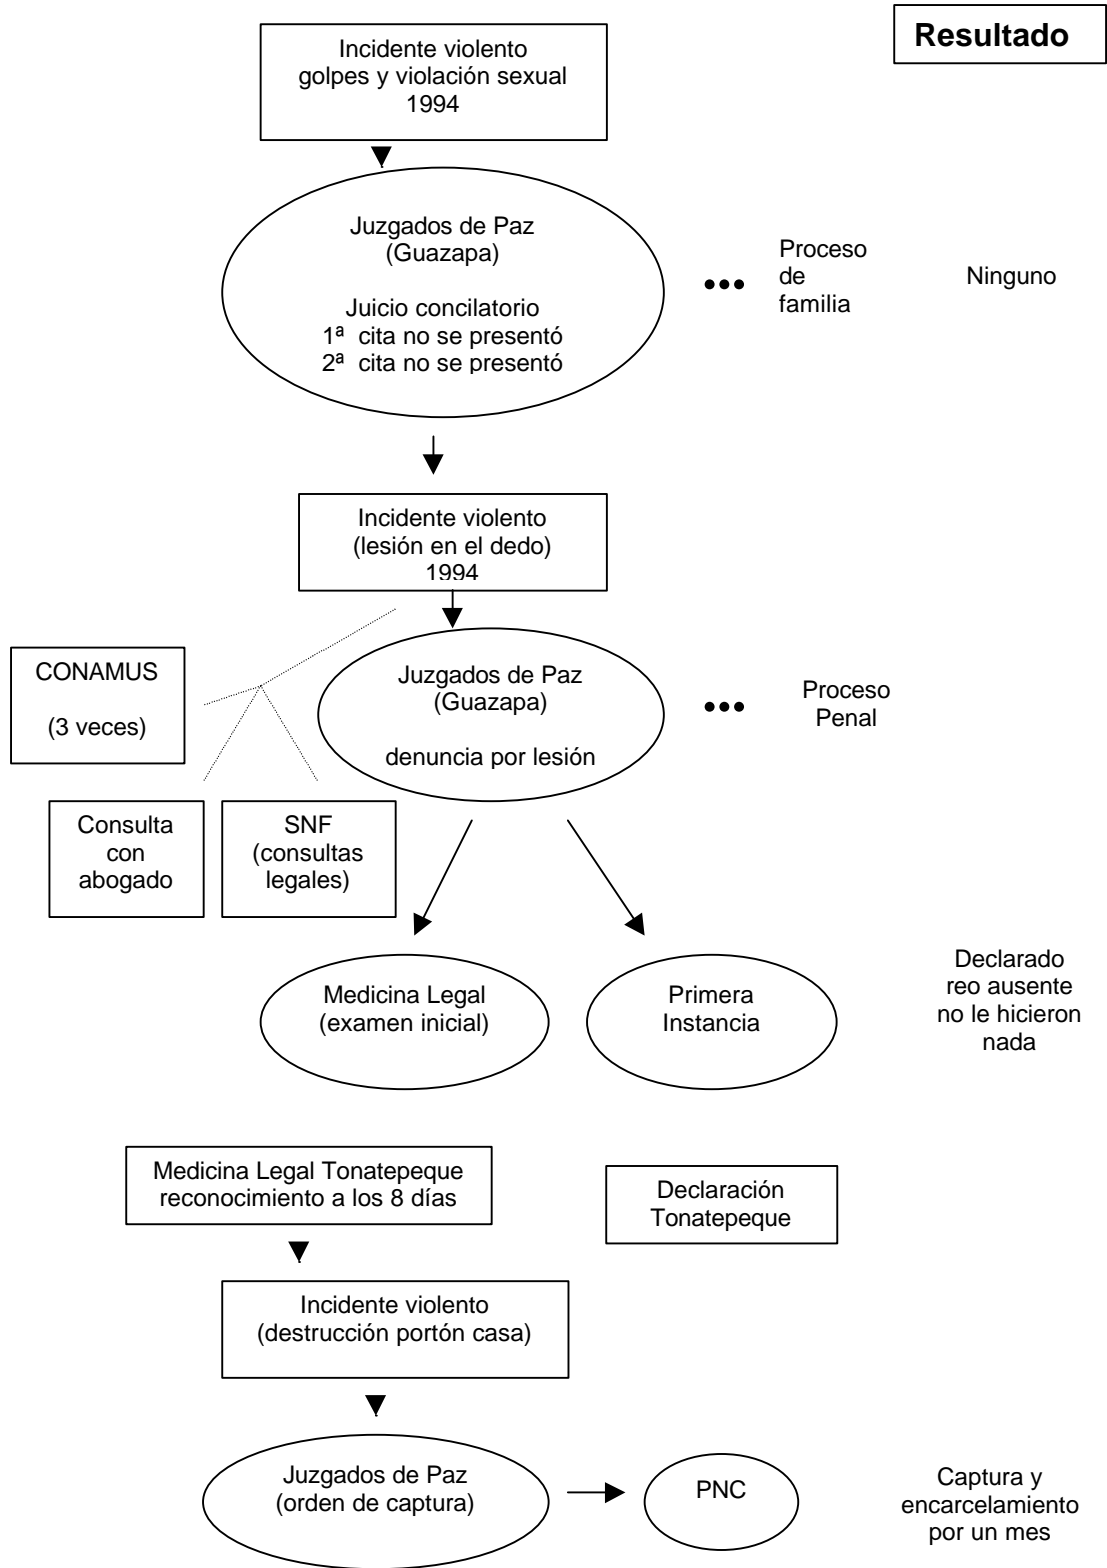 Resultado
Incidente violento
golpes y violación sexual
1994
Juzgados de Paz
(Guazapa)
Juicio concilatorio
1ª cita no se presentó
2ª cita no se presentó
Proceso
de
familia
Ninguno
Incidente violento
(lesión en el dedo)
1994
CONAMUS
(3 veces)
Juzgados de Paz
(Guazapa)
denuncia por lesión
Proceso
Penal
Consulta
con
abogado
SNF
(consultas
legales)
Medicina Legal
(examen inicial)
Primera
Instancia
Declarado
reo ausente
no le hicieron
nada
Medicina Legal Tonatepeque
reconocimiento a los 8 días
Declaración
Tonatepeque
Incidente violento
(destrucción portón casa)
Juzgados de Paz
(orden de captura)
PNC
Captura y
encarcelamiento
por un mes